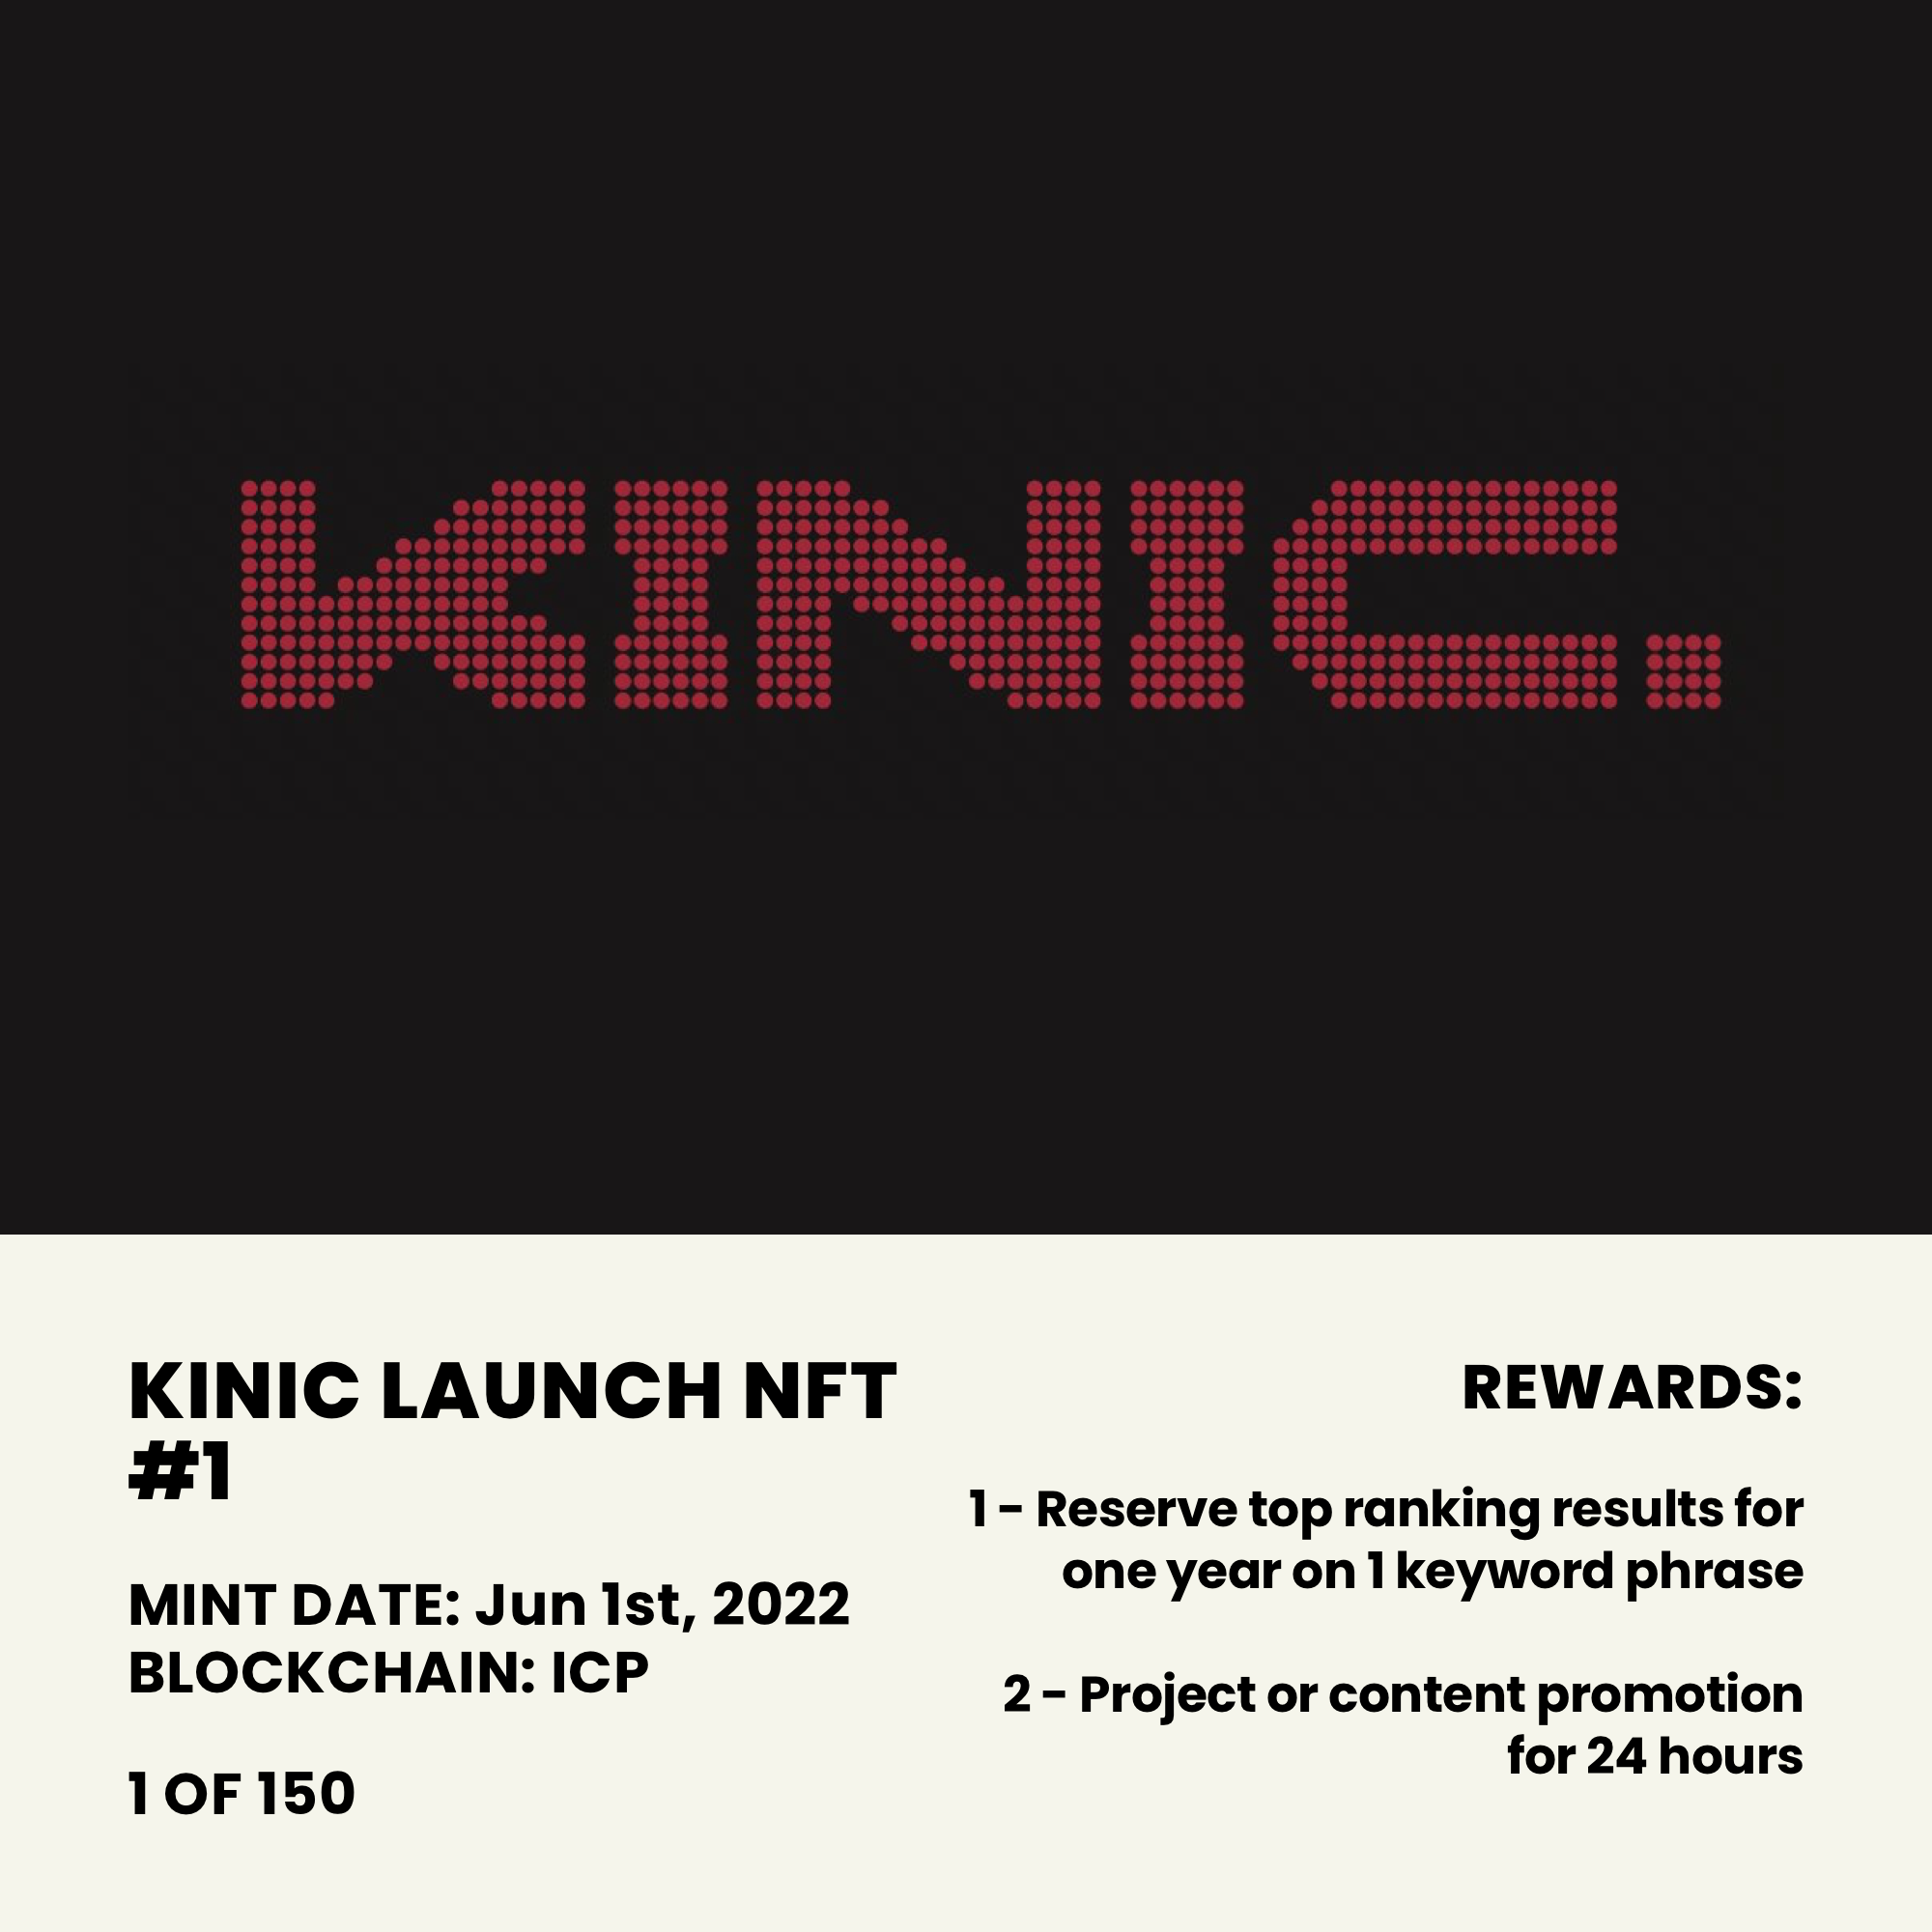 KINIC.
KINIC LAUNCH NFT
#1
MINT DATE: Jun 1st, 2022
BLOCKCHAIN: ICP
1 OF 150
REWARDS:
1 - Reserve top ranking results for
one year on 1 keyword phrase
2 - Project or content promotion
for 24 hours